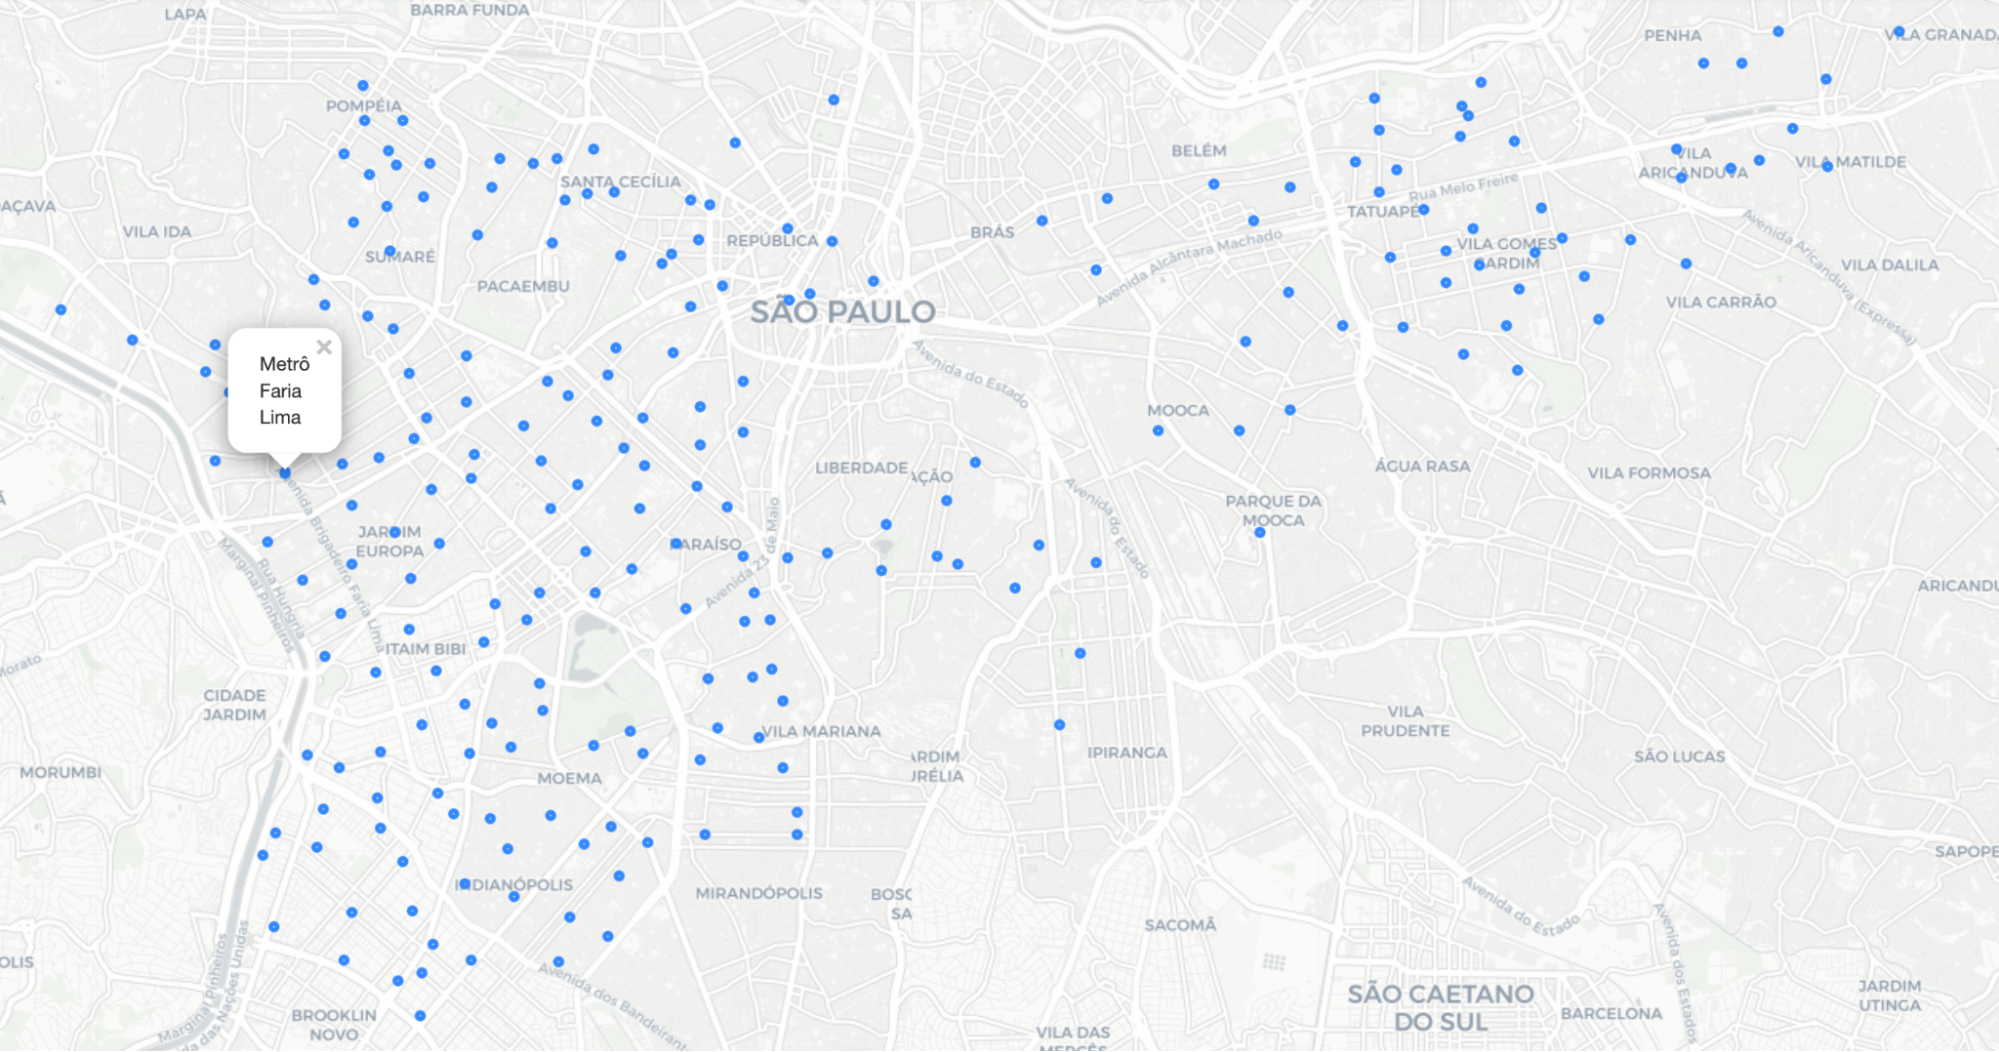 LAPA
BARRA FUNDA
PENHA
VILA GRANADA
POMPÉIA
BELÉM
VILA
ARICANDUVA
VILA MATILDE
SANTA CECÍLIA
Rua Melo Freire
AÇAVA
VILA IDA
TATUAPÉ
SUMARÉ
REPÚBLICA
BRÁS
VILA GOMES
JARDIM
Avenida Aricanduva (Expressa)
VILA DALILA
Avenida Alcântara Machado
PACAEMBU
VILA CARRÃO
SÃO PAULO
Metrô
Faria
Lima
Avenida do Estado
MOOCA
LIBERDADE
AÇÃO
ÁGUA RASA
VILA FORMOSA
Avenida Brigadeiro Faria Lima
Avenida do Estado
PARQUE DA
MOOCA
JARDIM
EUROPA
PARAÍSO
Avenida 23 de Maio
Marginal Pinheiros
Rua Hungria
ARICANDU
ITAIM BIBI
Morato
CIDADE
JARDIM
VILA MARIANA
VILA
PRUDENTE
IPIRANGA
ARDIM
URÉLIA
SÃO LUCAS
MORUMBI
MOEMA
SAPOPE
INDIANÓPOLIS
MIRANDÓPOLIS
BOSC
SA
SACOMÃ
Avenida do Estado
Avenida dos Estados
OLIS
Marginal Pinheiros
da das Nações Unidas
Avenida dos Bandeirant
SÃO CAETANO
DO SUL
BARCELONA
JARDIM
UTINGA
BROOKLIN
NOVO
VILA DAS
MERCÊS